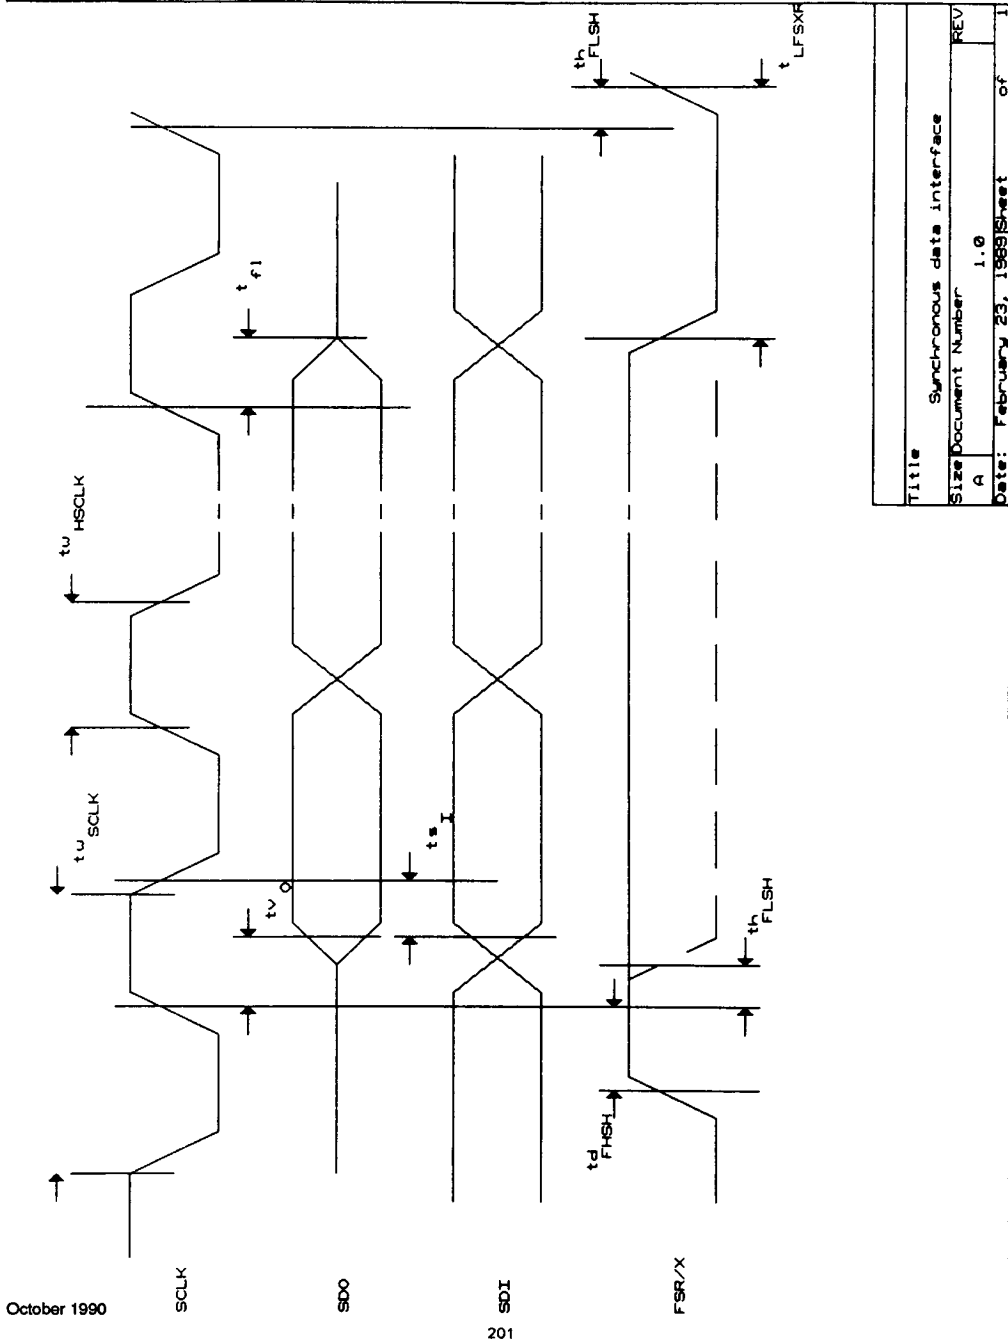 tw HSCLK
tw SCLK
SCLK
t fl
tv O
SDO
ts I
SDI
th FLSH
t LFSXR
th FLSH
td FHSH
FSR/X
Title
Synchronous data interface
Size Document Number REV
A 1.0
Date: February 23, 1989 Sheet of 1
October 1990
201